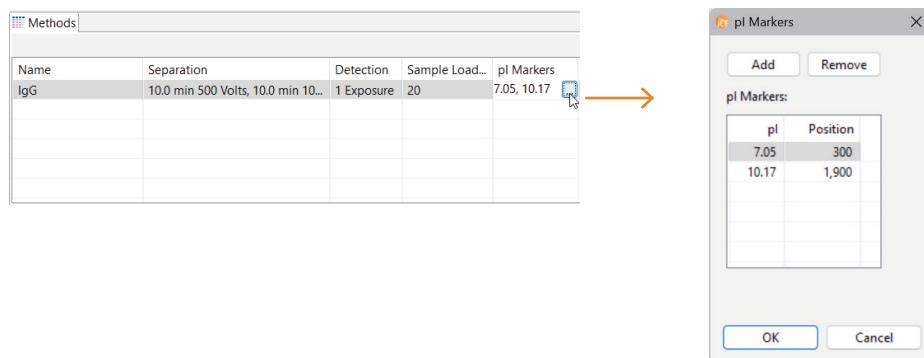 Methods
Name Separation Detection Sample Load... pI Markers
IgG 10.0 min 500 Volts, 10.0 min 10... 1 Exposure 20 7.05, 10.17 ...
pI Markers
Add Remove
pI Markers:
pI Position
7.05 300
10.17 1,900
OK Cancel